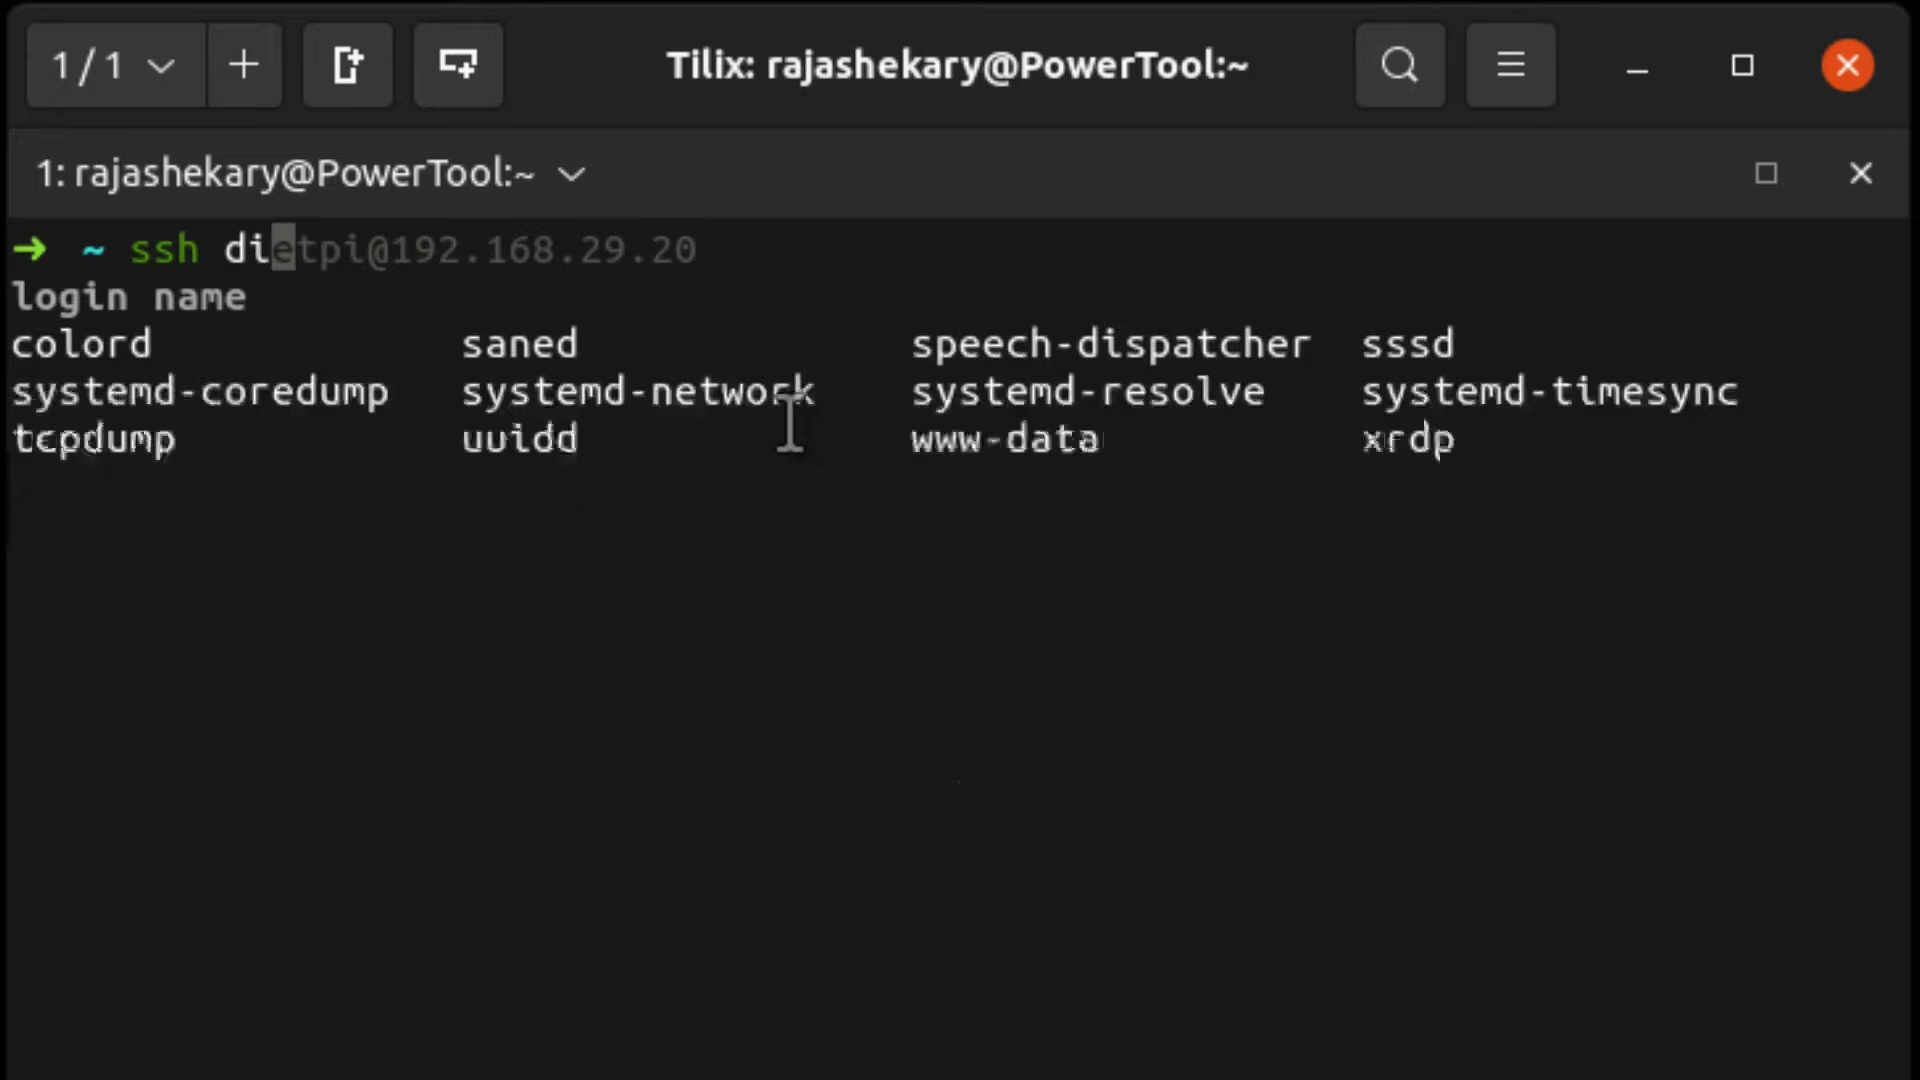 1 / 1 Tilix: rajashekary@PowerTool:~
1: rajashekary@PowerTool:~
➜ ~ ssh dietpi@192.168.29.20
login name
colord saned speech-dispatcher sssd
systemd-coredump systemd-network systemd-resolve systemd-timesync
tcpdump uuidd www-data xrdp